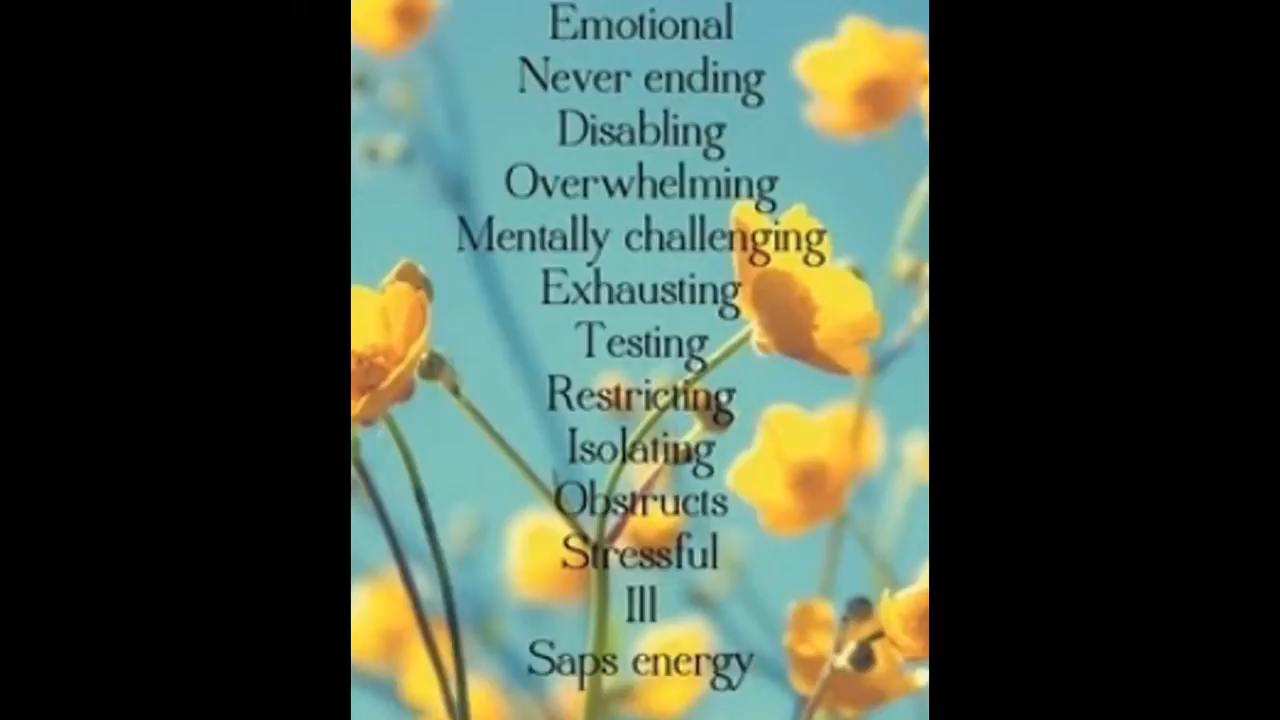 Emotional
Never ending
Disabling
Overwhelming
Mentally challenging
Exhausting
Testing
Restricting
Isolating
Obstructs
Stressful
Ill
Saps energy